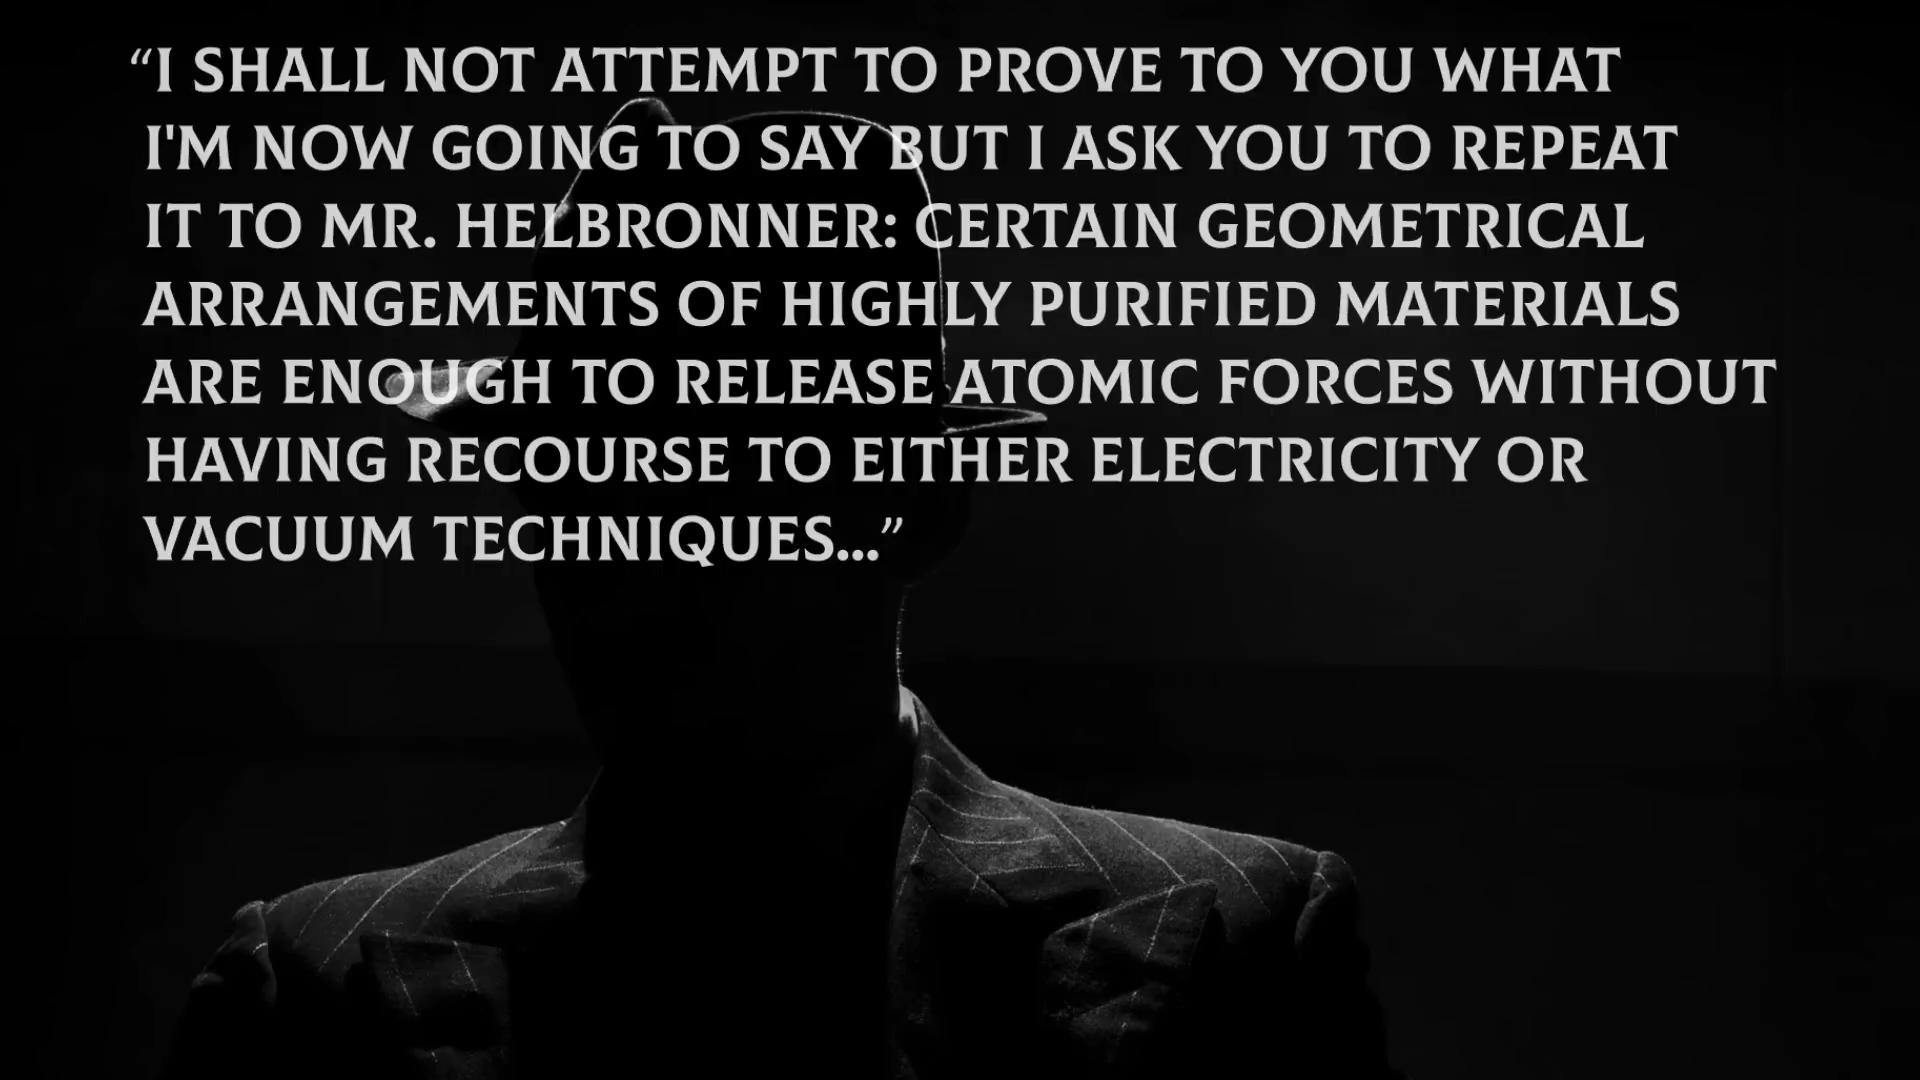 “I SHALL NOT ATTEMPT TO PROVE TO YOU WHAT
I'M NOW GOING TO SAY BUT I ASK YOU TO REPEAT
IT TO MR. HELBRONNER: CERTAIN GEOMETRICAL
ARRANGEMENTS OF HIGHLY PURIFIED MATERIALS
ARE ENOUGH TO RELEASE ATOMIC FORCES WITHOUT
HAVING RECOURSE TO EITHER ELECTRICITY OR
VACUUM TECHNIQUES...”